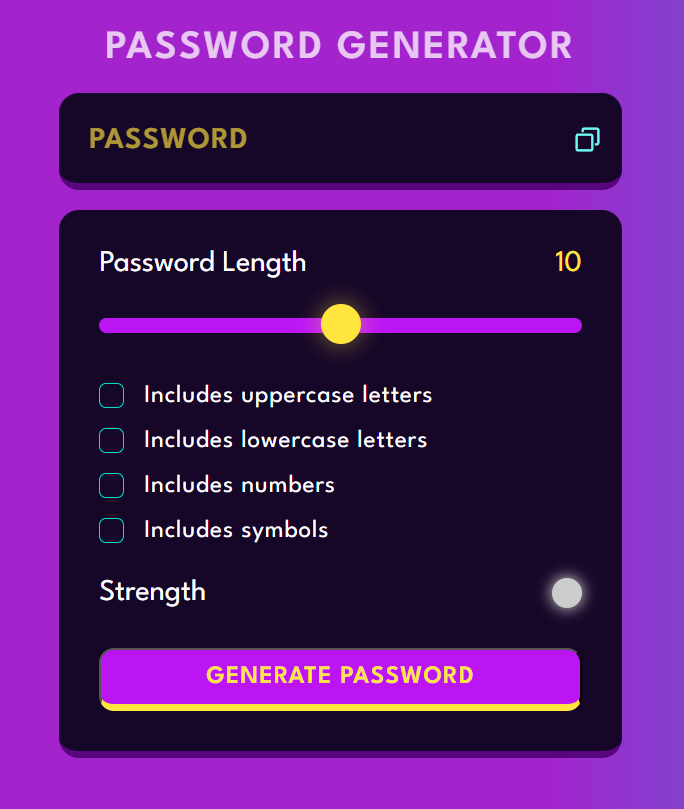 PASSWORD GENERATOR
PASSWORD
Password Length 10
Includes uppercase letters
Includes lowercase letters
Includes numbers
Includes symbols
Strength
GENERATE PASSWORD